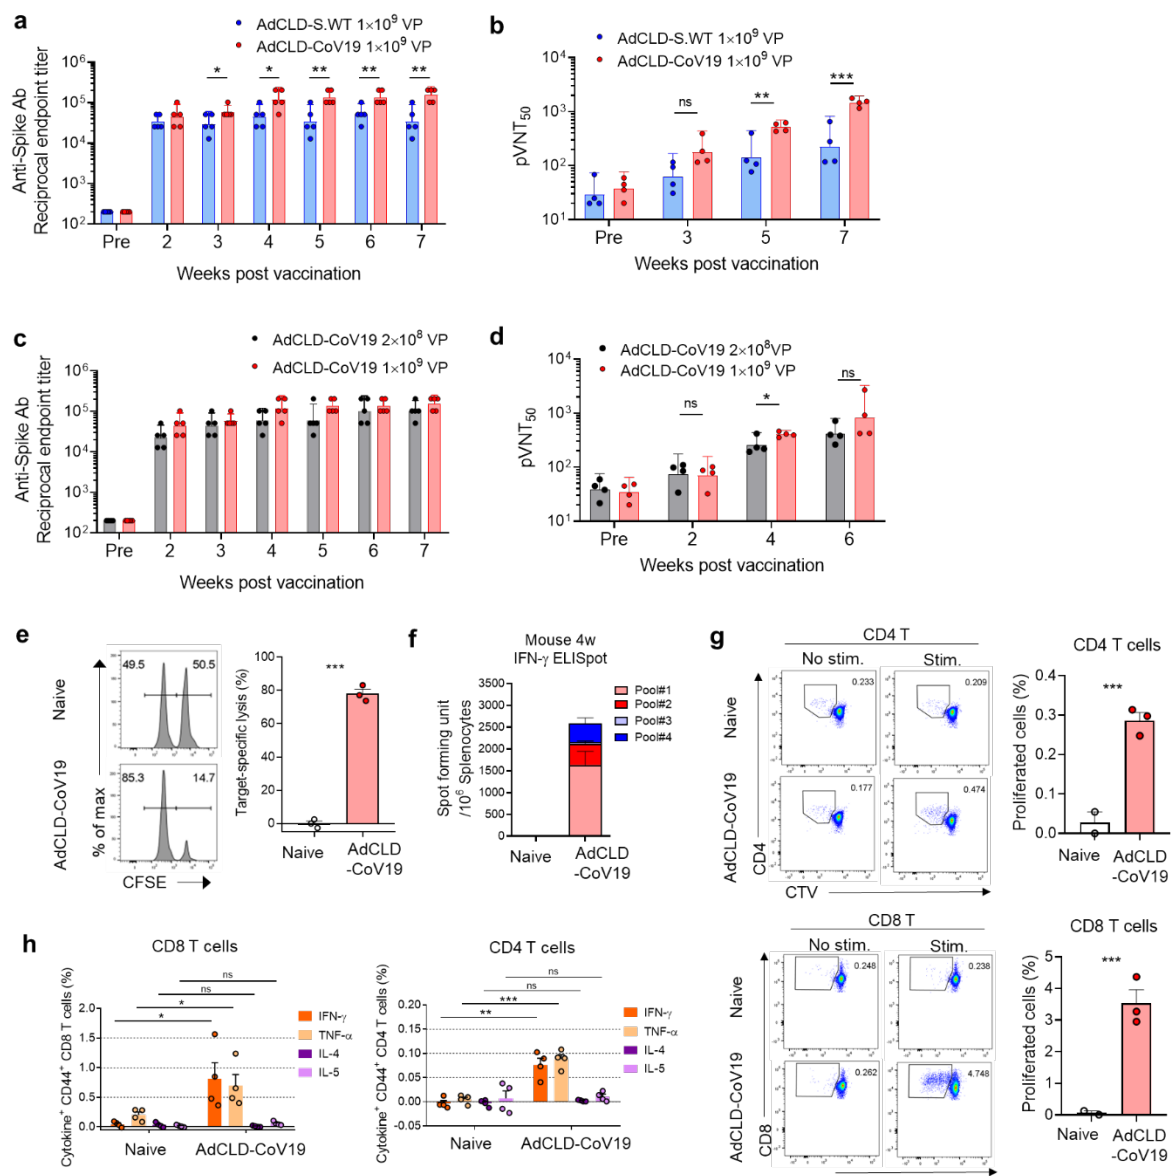 a
AdCLD-S.WT 1×10⁹ VP
AdCLD-CoV19 1×10⁹ VP
Anti-Spike Ab
Reciprocal endpoint titer
10⁶
10⁵
10⁴
10³
10²
* * ** ** **
Pre 2 3 4 5 6 7
Weeks post vaccination
b
AdCLD-S.WT 1×10⁹ VP
AdCLD-CoV19 1×10⁹ VP
pVNT₅₀
10⁴
10³
10²
10¹
ns ** ***
Pre 3 5 7
Weeks post vaccination
c
AdCLD-CoV19 2×10⁸ VP
AdCLD-CoV19 1×10⁹ VP
Anti-Spike Ab
Reciprocal endpoint titer
10⁶
10⁵
10⁴
10³
10²
Pre 2 3 4 5 6 7
Weeks post vaccination
d
AdCLD-CoV19 2×10⁸VP
AdCLD-CoV19 1×10⁹ VP
pVNT₅₀
10⁴
10³
10²
10¹
ns * ns
Pre 2 4 6
Weeks post vaccination
e
Naive
49.5 50.5
AdCLD-CoV19
85.3 14.7
% of max
CFSE
Target-specific lysis (%)
100
80
60
40
20
0
***
Naive AdCLD
-CoV19
f
Mouse 4w
IFN-γ ELISpot
Spot forming unit
/10⁶ Splenocytes
3500
3000
2500
2000
1500
1000
500
0
Pool#1
Pool#2
Pool#3
Pool#4
Naive AdCLD
-CoV19
g
CD4 T
No stim. Stim.
Naive
0.233 0.209
AdCLD-CoV19
0.177 0.474
CD4
CTV
CD4 T cells
Proliferated cells (%)
0.4
0.3
0.2
0.1
0.0
***
Naive AdCLD
-CoV19
CD8 T
No stim. Stim.
Naive
0.248 0.238
AdCLD-CoV19
0.262 4.748
CD8
CD8 T cells
Proliferated cells (%)
5
4
3
2
1
0
***
Naive AdCLD
-CoV19
h
CD8 T cells
Cytokine⁺ CD44⁺ CD8 T cells (%)
2.0
1.5
1.0
0.5
0.0
ns
ns
*
*
IFN-γ
TNF-α
IL-4
IL-5
Naive AdCLD-CoV19
CD4 T cells
Cytokine⁺ CD44⁺ CD4 T cells (%)
0.20
0.15
0.10
0.05
0.00
-0.05
ns
ns
***
**
IFN-γ
TNF-α
IL-4
IL-5
Naive AdCLD-CoV19